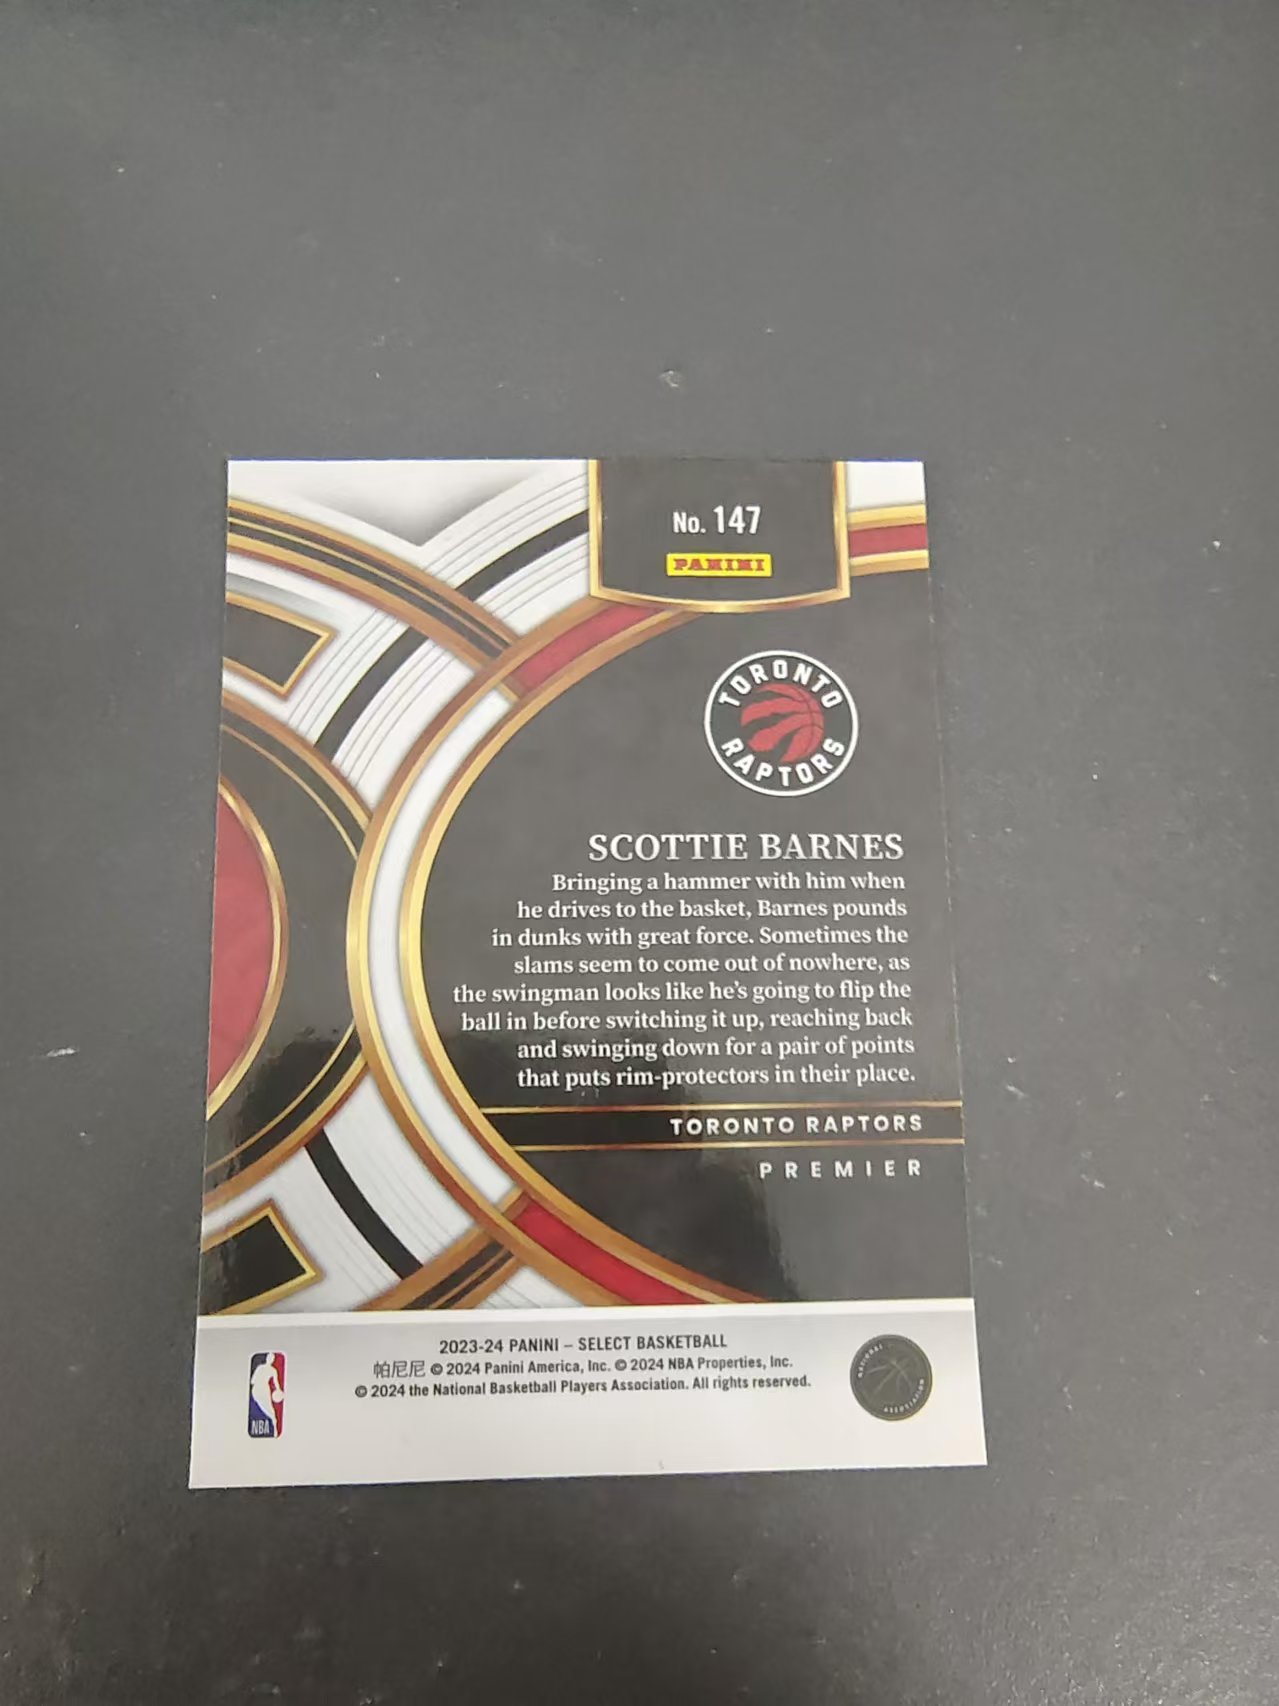 No. 147
PANINI
TORONTO
RAPTORS
SCOTTIE BARNES
Bringing a hammer with him when
he drives to the basket, Barnes pounds
in dunks with great force. Sometimes the
slams seem to come out of nowhere, as
the swingman looks like he's going to flip the
ball in before switching it up, reaching back
and swinging down for a pair of points
that puts rim-protectors in their place.
TORONTO RAPTORS
PREMIER
2023-24 PANINI – SELECT BASKETBALL
帕尼尼 © 2024 Panini America, Inc. © 2024 NBA Properties, Inc.
© 2024 the National Basketball Players Association. All rights reserved.
NBA
NATIONAL
ASSOCIATION